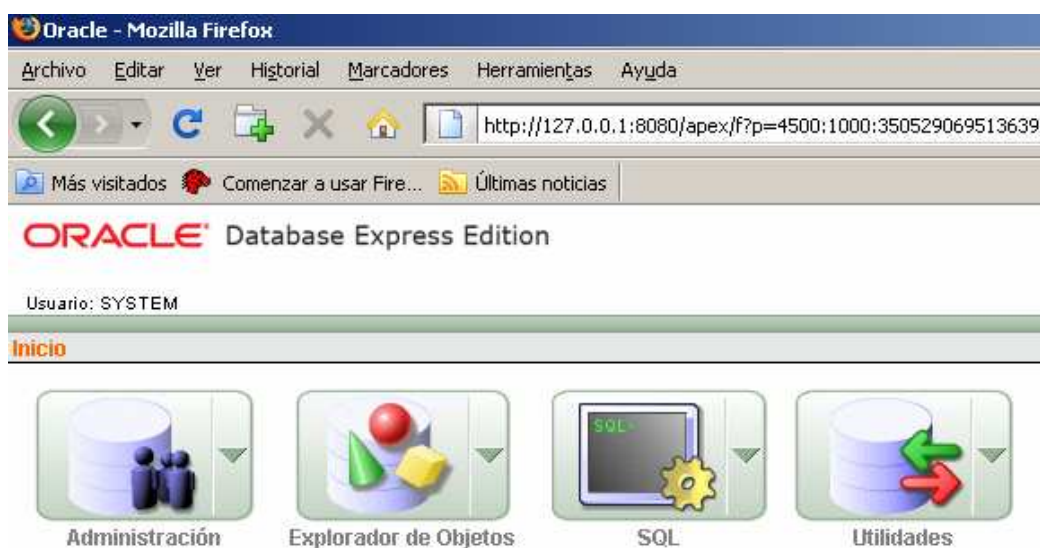 Oracle - Mozilla Firefox
Archivo Editar Ver Historial Marcadores Herramientas Ayuda
http://127.0.0.1:8080/apex/f?p=4500:1000:350529069513639
Más visitados Comenzar a usar Fire... Últimas noticias
ORACLE Database Express Edition
Usuario: SYSTEM
Inicio
SQL>
Administración Explorador de Objetos SQL Utilidades